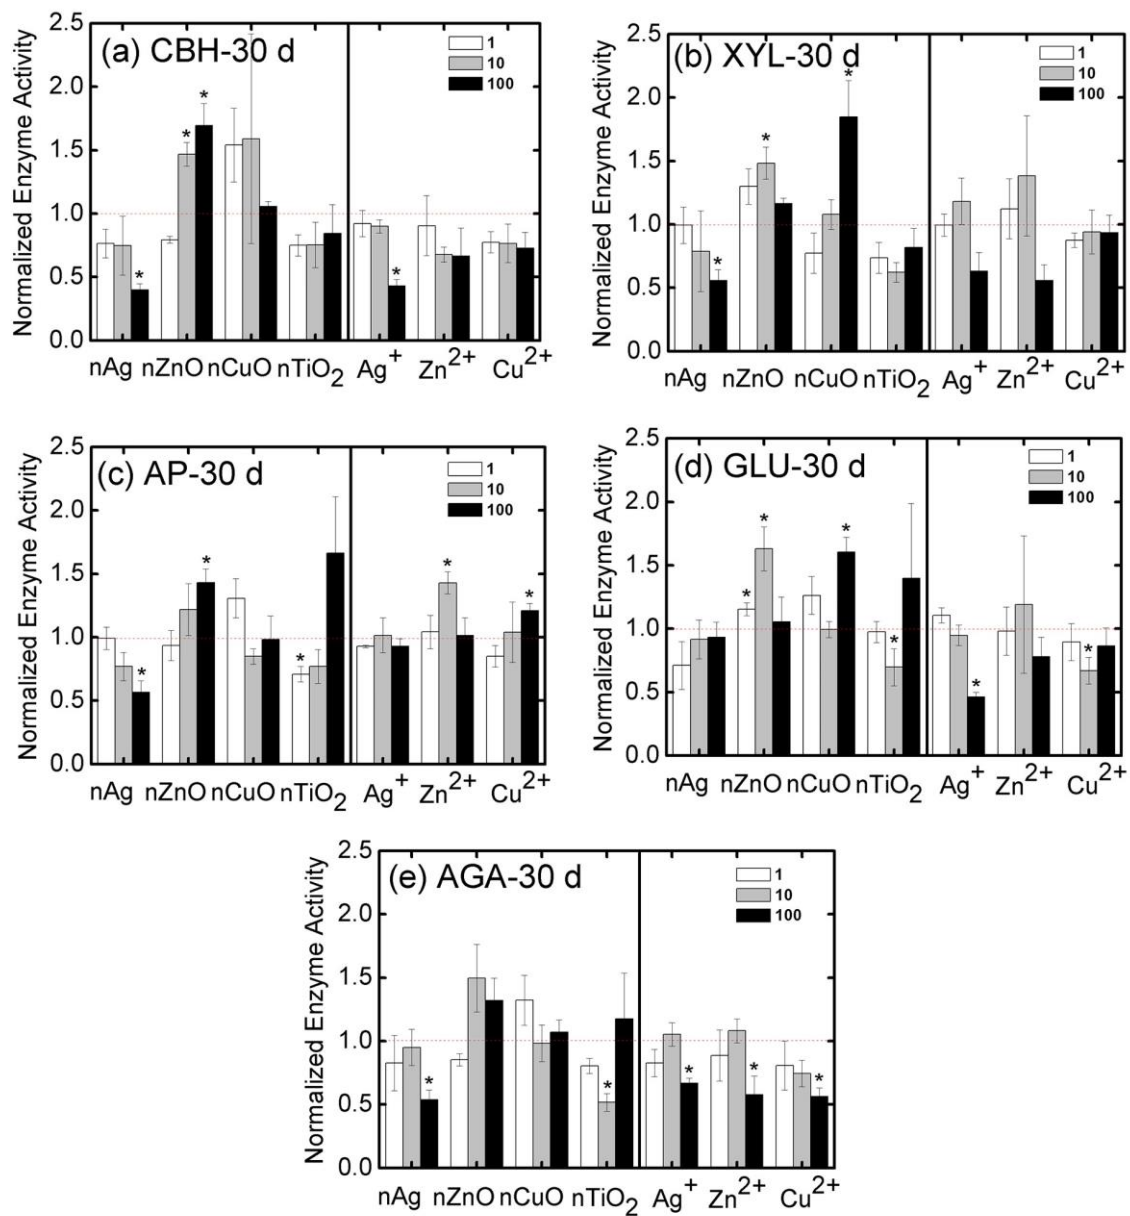 (a) CBH-30 d
Normalized Enzyme Activity
2.5
2.0
1.5
1.0
0.5
0.0
1
10
100
* * * *
nAg nZnO nCuO nTiO2 Ag+ Zn2+ Cu2+
(b) XYL-30 d
Normalized Enzyme Activity
2.5
2.0
1.5
1.0
0.5
0.0
1
10
100
* * *
nAg nZnO nCuO nTiO2 Ag+ Zn2+ Cu2+
(c) AP-30 d
Normalized Enzyme Activity
2.5
2.0
1.5
1.0
0.5
0.0
1
10
100
* * * * *
nAg nZnO nCuO nTiO2 Ag+ Zn2+ Cu2+
(d) GLU-30 d
Normalized Enzyme Activity
2.5
2.0
1.5
1.0
0.5
0.0
1
10
100
* * * * * *
nAg nZnO nCuO nTiO2 Ag+ Zn2+ Cu2+
(e) AGA-30 d
Normalized Enzyme Activity
2.5
2.0
1.5
1.0
0.5
0.0
1
10
100
* * * * *
nAg nZnO nCuO nTiO2 Ag+ Zn2+ Cu2+